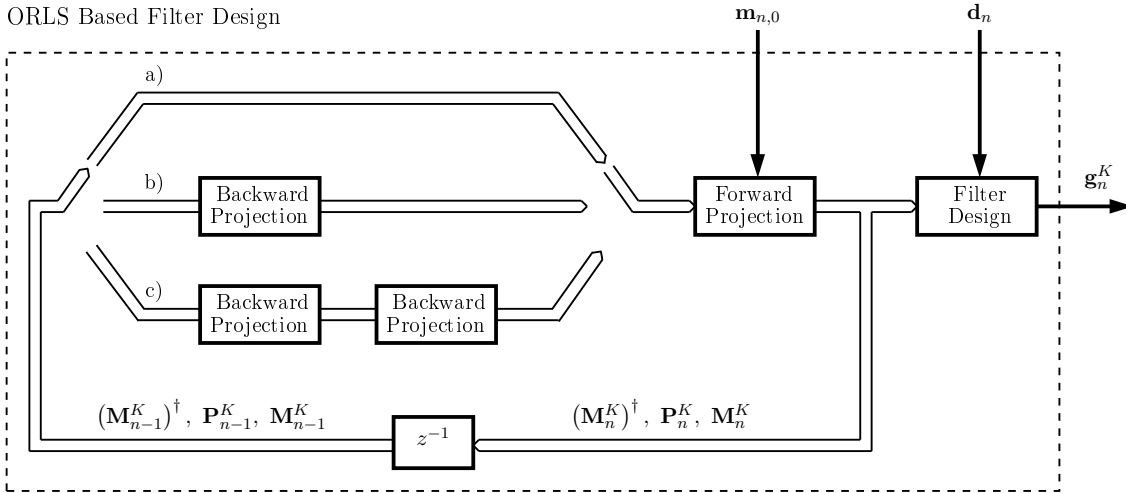 ORLS Based Filter Design
m_{n,0}
d_n
a)
b)
Backward
Projection
Forward
Projection
Filter
Design
g_n^K
c)
Backward
Projection
Backward
Projection
(M_{n-1}^K)^†, P_{n-1}^K, M_{n-1}^K
z^{-1}
(M_n^K)^†, P_n^K, M_n^K